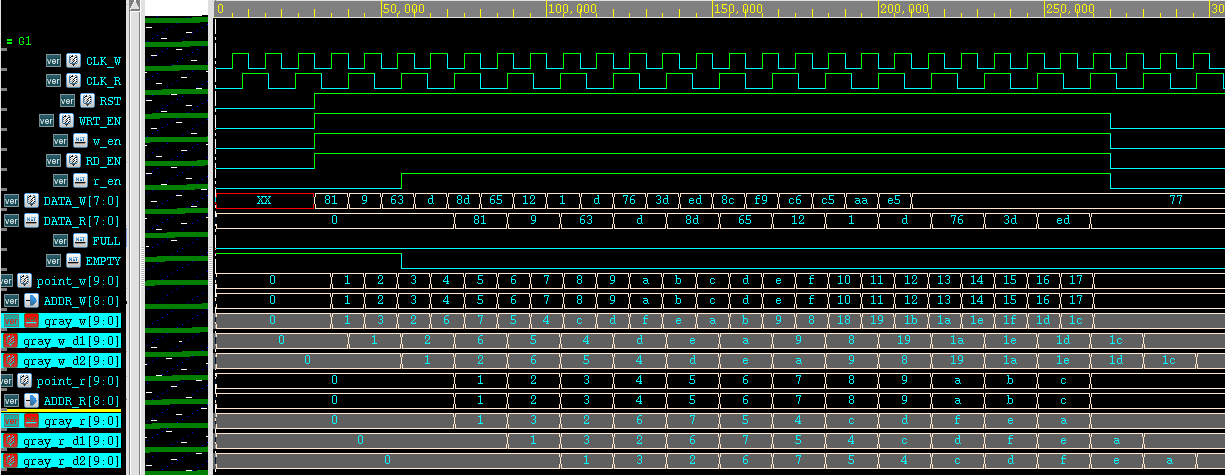 0 50,000 100,000 150,000 200,000 250,000 30
= G1
ver CLK_W
ver CLK_R
ver RST
ver WRT_EN
ver NET w_en
ver RD_EN
ver NET r_en
ver DATA_W[7:0] XX 81 9 63 d 8d 65 12 1 d 76 3d ed 8c f9 c6 c5 aa e5 77
ver NET DATA_R[7:0] 0 81 9 63 d 8d 65 12 1 d 76 3d ed
ver NET FULL
ver NET EMPTY
ver point_w[9:0] 0 1 2 3 4 5 6 7 8 9 a b c d e f 10 11 12 13 14 15 16 17
ver ADDR_W[8:0] 0 1 2 3 4 5 6 7 8 9 a b c d e f 10 11 12 13 14 15 16 17
ver gray_w[9:0] 0 1 3 2 6 7 5 4 c d f e a b 9 8 18 19 1b 1a 1e 1f 1d 1c
gray_w_d1[9:0] 0 1 2 6 5 4 d e a 9 8 19 1a 1e 1d 1c
gray_w_d2[9:0] 0 1 2 6 5 4 d e a 9 8 19 1a 1e 1d 1c
ver point_r[9:0] 0 1 2 3 4 5 6 7 8 9 a b c
ver ADDR_R[8:0] 0 1 2 3 4 5 6 7 8 9 a b c
ver gray_r[9:0] 0 1 3 2 6 7 5 4 c d f e a
gray_r_d1[9:0] 0 1 3 2 6 7 5 4 c d f e a
gray_r_d2[9:0] 0 1 3 2 6 7 5 4 c d f e a